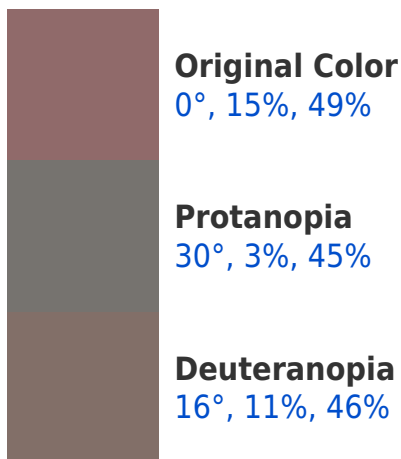 Original Color
0°, 15%, 49%
Protanopia
30°, 3%, 45%
Deuteranopia
16°, 11%, 46%